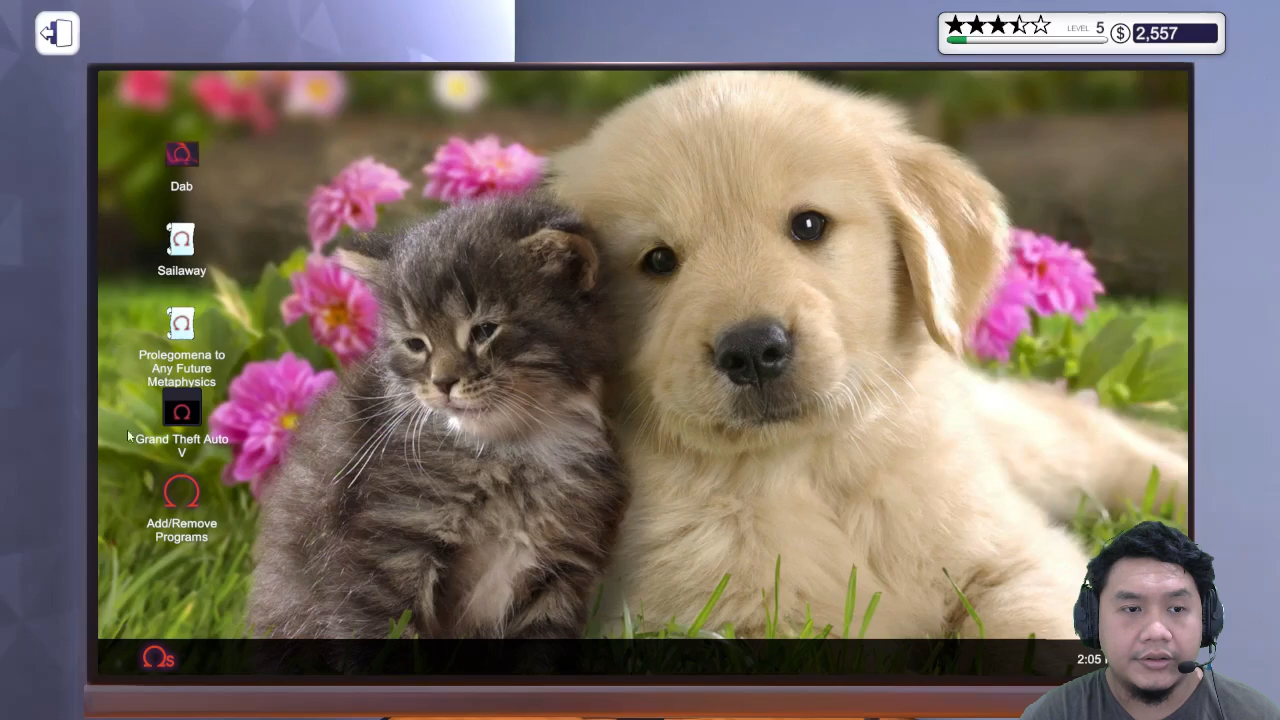 LEVEL 5
$ 2,557
Dab
Sailaway
Prolegomena to
Any Future
Metaphysics
Grand Theft Auto
V
Add/Remove
Programs
Ωs
2:05